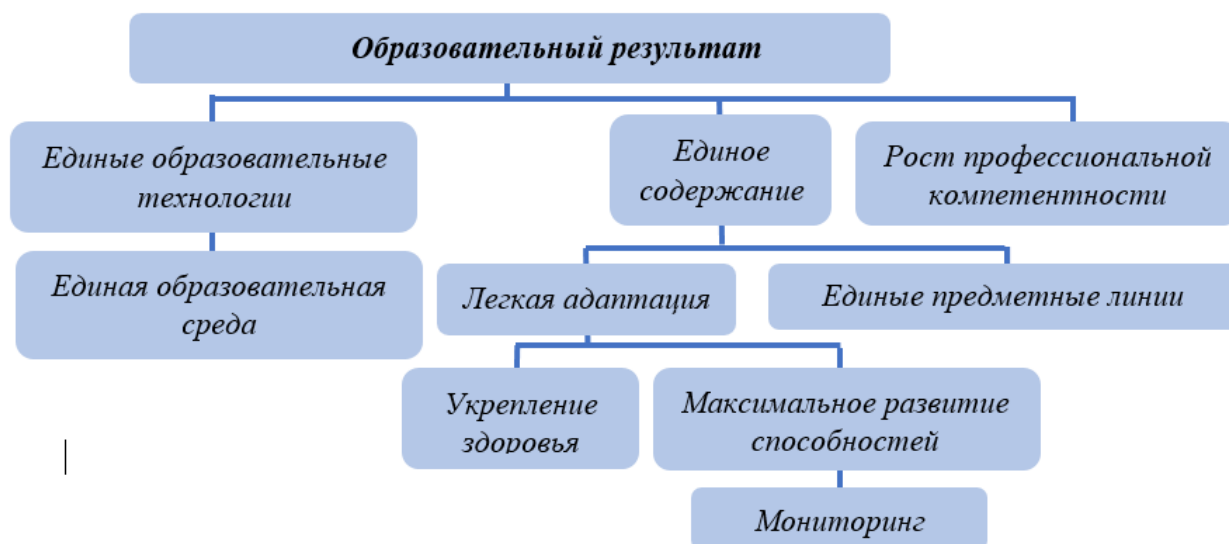 Образовательный результат
Единые образовательные
технологии
Единое
содержание
Рост профессиональной
компетентности
Единая образовательная
среда
Легкая адаптация
Единые предметные линии
Укрепление
здоровья
Максимальное развитие
способностей
Мониторинг